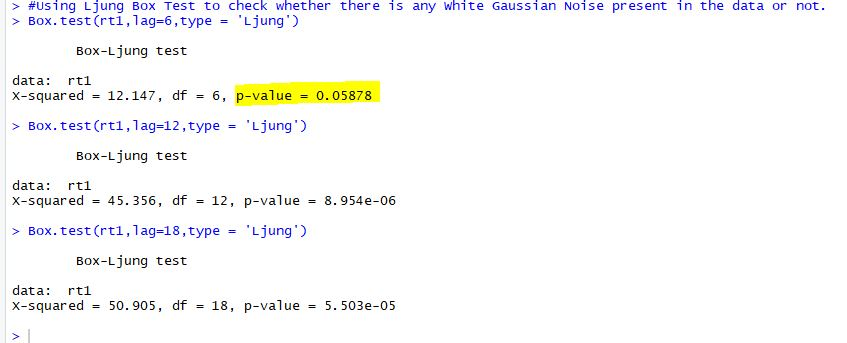 > #Using Ljung Box Test to check whether there is any White Gaussian Noise present in the data or not.
> Box.test(rt1,lag=6,type = 'Ljung')
Box-Ljung test
data:  rt1
X-squared = 12.147, df = 6, p-value = 0.05878
> Box.test(rt1,lag=12,type = 'Ljung')
Box-Ljung test
data:  rt1
X-squared = 45.356, df = 12, p-value = 8.954e-06
> Box.test(rt1,lag=18,type = 'Ljung')
Box-Ljung test
data:  rt1
X-squared = 50.905, df = 18, p-value = 5.503e-05
>